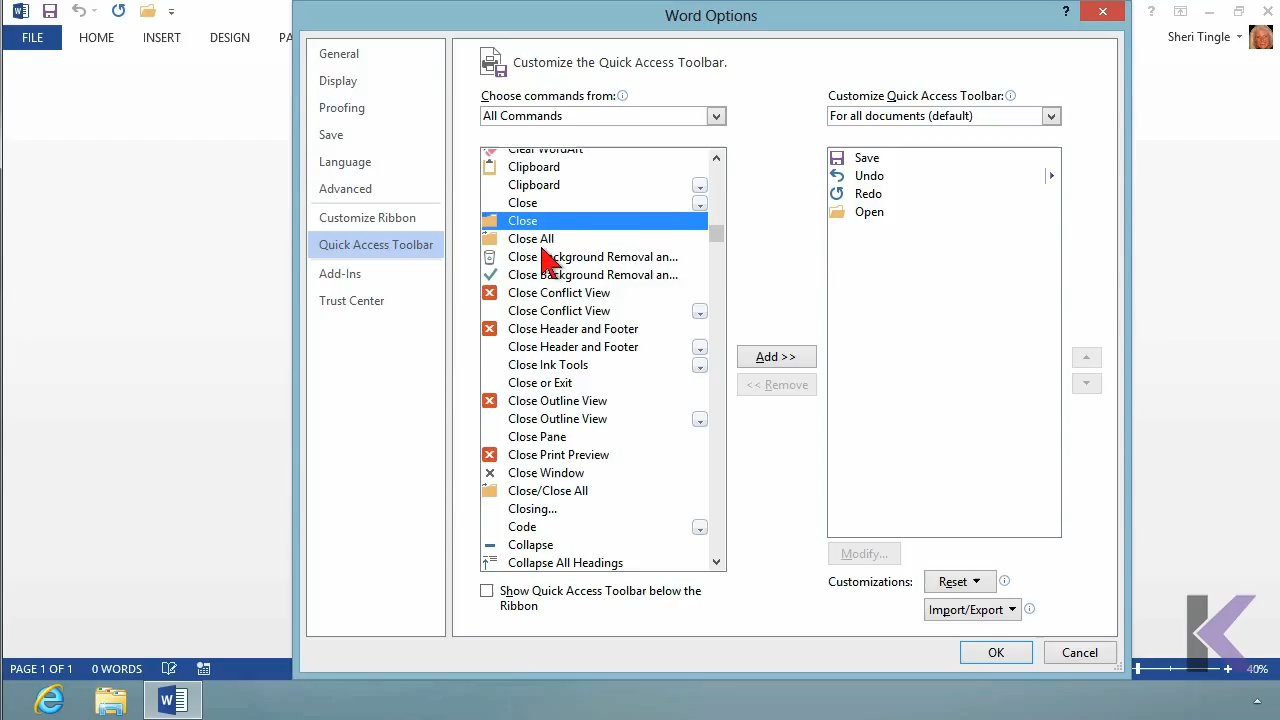 Word Options
?
?
FILE
HOME
INSERT
DESIGN
PA
Sheri Tingle
General
Display
Proofing
Save
Language
Advanced
Customize Ribbon
Quick Access Toolbar
Add-Ins
Trust Center
Customize the Quick Access Toolbar.
Choose commands from:
All Commands
Clear WordArt
Clipboard
Clipboard
Close
Close
Close All
Close Background Removal an...
Close Background Removal an...
Close Conflict View
Close Conflict View
Close Header and Footer
Close Header and Footer
Close Ink Tools
Close or Exit
Close Outline View
Close Outline View
Close Pane
Close Print Preview
Close Window
Close/Close All
Closing...
Code
Collapse
Collapse All Headings
Show Quick Access Toolbar below the
Ribbon
Add >>
<< Remove
Customize Quick Access Toolbar:
For all documents (default)
Save
Undo
Redo
Open
Modify...
Customizations:
Reset
Import/Export
OK
Cancel
PAGE 1 OF 1
0 WORDS
40%
K